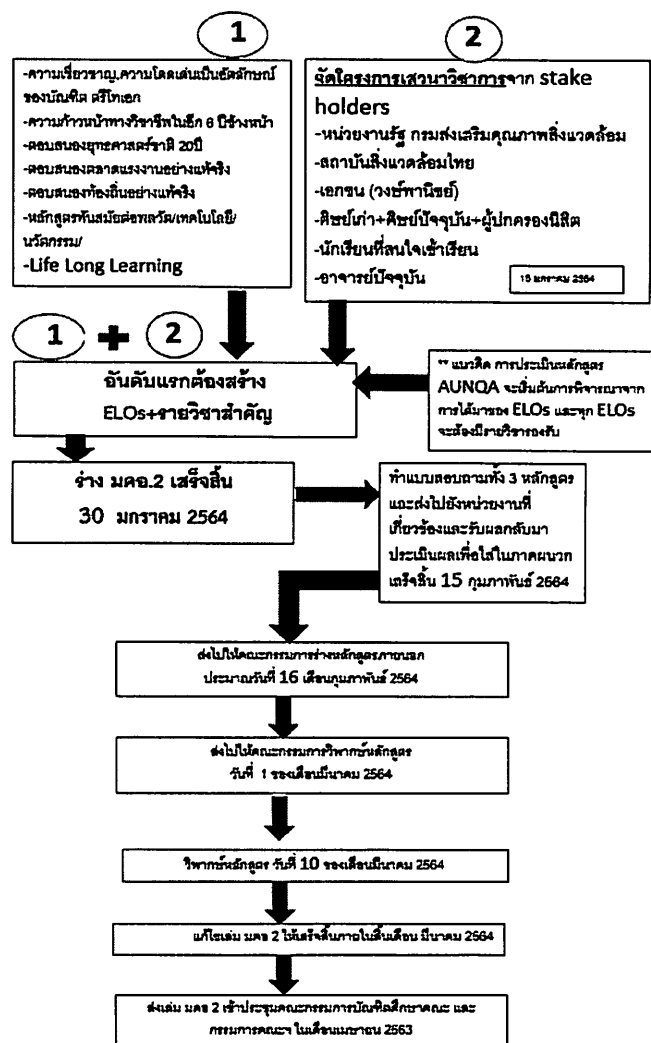 1
-ความเชี่ยวชาญ,ความโดดเด่นเป็นอัตลักษณ์
ของบัณฑิต ตรีโทเอก
-ความก้าวหน้าทางวิชาชีพในอีก 6 ปีข้างหน้า
-ตอบสนองยุทธศาสตร์ชาติ 20ปี
-ตอบสนองตลาดแรงงานอย่างแท้จริง
-ตอบสนองท้องถิ่นอย่างแท้จริง
-หลักสูตรทันสมัยต่อพลวัต/เทคโนโลยี/
นวัตกรรม/
-Life Long Learning
2
จัดโครงการเสวนาวิชาการจาก stake
holders
-หน่วยงานรัฐ กรมส่งเสริมคุณภาพสิ่งแวดล้อม
-สถาบันสิ่งแวดล้อมไทย
-เอกชน (วงษ์พานิชย์)
-ศิษย์เก่า+ศิษย์ปัจจุบัน+ผู้ปกครองนิสิต
-นักเรียนที่สนใจเข้าเรียน
-อาจารย์ปัจจุบัน
15 มกราคม 2564
1 + 2
อันดับแรกต้องสร้าง
ELOs+รายวิชาสำคัญ
** แนวคิด การประเมินหลักสูตร
AUNQA จะเริ่มต้นการพิจารณาจาก
การได้มาของ ELOs และทุก ELOs
จะต้องมีรายวิชารองรับ
ร่าง มคอ.2 เสร็จสิ้น
30 มกราคม 2564
ทำแบบสอบถามทั้ง 3 หลักสูตร
และส่งไปยังหน่วยงานที่
เกี่ยวข้องและรับผลกลับมา
ประเมินผลเพื่อใส่ในภาคผนวก
เสร็จสิ้น 15 กุมภาพันธ์ 2564
ส่งไปให้คณะกรรมการร่างหลักสูตรภายนอก
ประมาณวันที่ 16 เดือนกุมภาพันธ์ 2564
ส่งไปให้คณะกรรมการวิพากษ์หลักสูตร
วันที่ 1 ของเดือนมีนาคม 2564
วิพากษ์หลักสูตร วันที่ 10 ของเดือนมีนาคม 2564
แก้ไขเล่ม มคอ 2 ให้เสร็จสิ้นภายในสิ้นเดือน มีนาคม 2564
ส่งเล่ม มคอ 2 เข้าประชุมคณะกรรมการบัณฑิตศึกษาคณะ และ
กรรมการคณะฯ ในเดือนเมษายน 2563